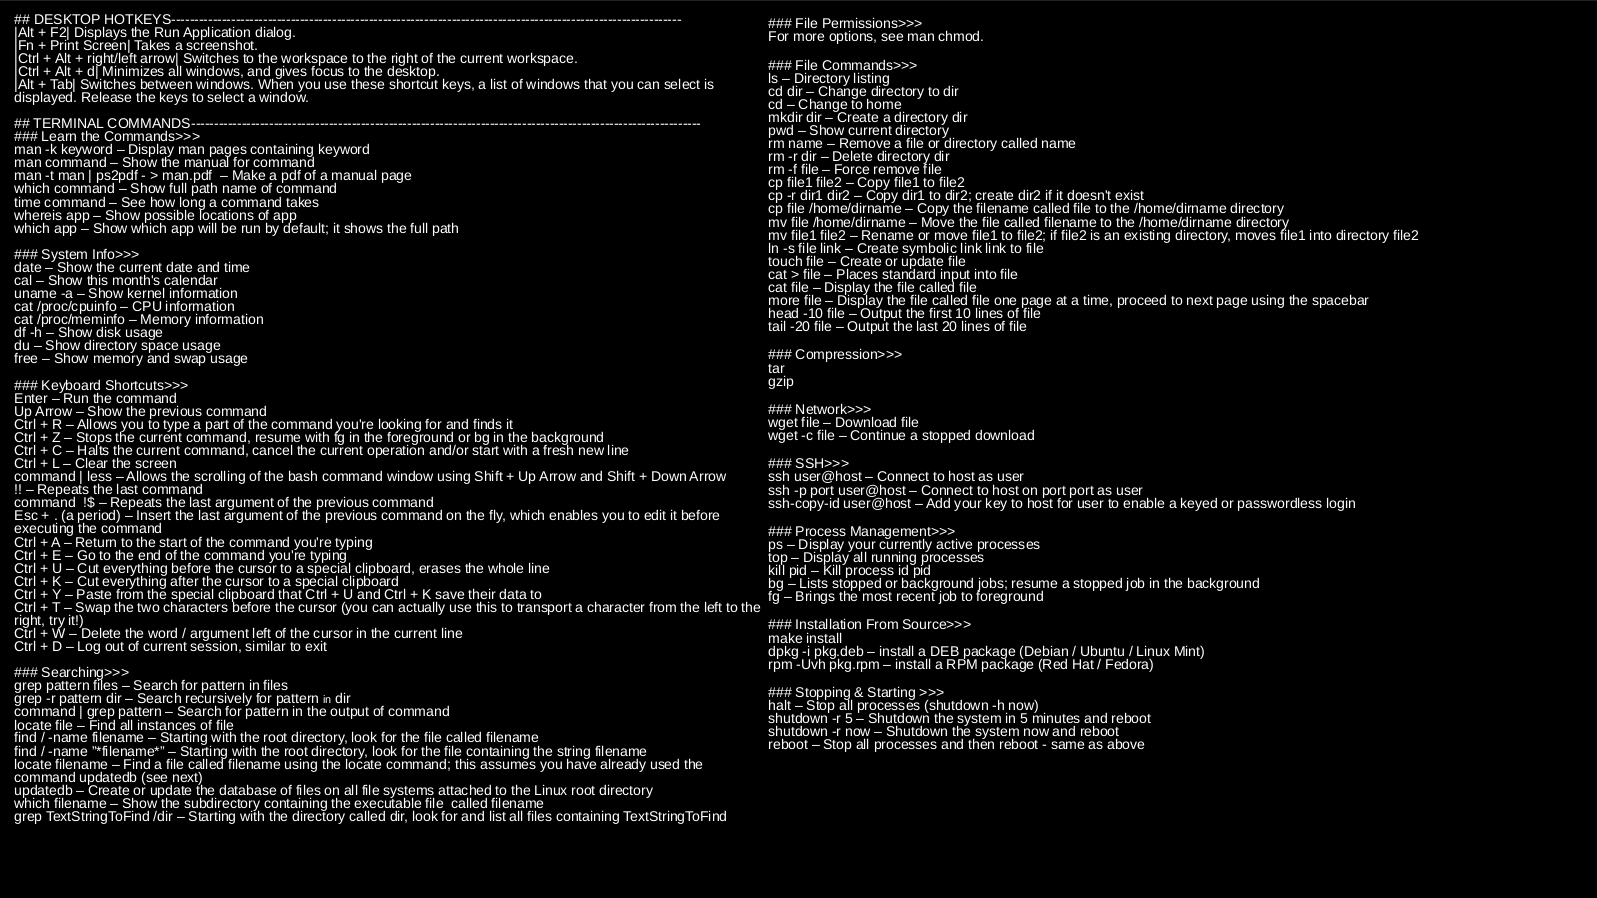 ## DESKTOP HOTKEYS---------------------------------------------------------------------------------------------------------------
|Alt + F2| Displays the Run Application dialog.
|Fn + Print Screen| Takes a screenshot.
|Ctrl + Alt + right/left arrow| Switches to the workspace to the right of the current workspace.
|Ctrl + Alt + d| Minimizes all windows, and gives focus to the desktop.
|Alt + Tab| Switches between windows. When you use these shortcut keys, a list of windows that you can select is
displayed. Release the keys to select a window.
## TERMINAL COMMANDS---------------------------------------------------------------------------------------------------------------
### Learn the Commands>>>
man -k keyword – Display man pages containing keyword
man command – Show the manual for command
man -t man | ps2pdf - > man.pdf  – Make a pdf of a manual page
which command – Show full path name of command
time command – See how long a command takes
whereis app – Show possible locations of app
which app – Show which app will be run by default; it shows the full path
### System Info>>>
date – Show the current date and time
cal – Show this month's calendar
uname -a – Show kernel information
cat /proc/cpuinfo – CPU information
cat /proc/meminfo – Memory information
df -h – Show disk usage
du – Show directory space usage
free – Show memory and swap usage
### Keyboard Shortcuts>>>
Enter – Run the command
Up Arrow – Show the previous command
Ctrl + R – Allows you to type a part of the command you're looking for and finds it
Ctrl + Z – Stops the current command, resume with fg in the foreground or bg in the background
Ctrl + C – Halts the current command, cancel the current operation and/or start with a fresh new line
Ctrl + L – Clear the screen
command | less – Allows the scrolling of the bash command window using Shift + Up Arrow and Shift + Down Arrow
!! – Repeats the last command
command  !$ – Repeats the last argument of the previous command
Esc + . (a period) – Insert the last argument of the previous command on the fly, which enables you to edit it before
executing the command
Ctrl + A – Return to the start of the command you're typing
Ctrl + E – Go to the end of the command you're typing
Ctrl + U – Cut everything before the cursor to a special clipboard, erases the whole line
Ctrl + K – Cut everything after the cursor to a special clipboard
Ctrl + Y – Paste from the special clipboard that Ctrl + U and Ctrl + K save their data to
Ctrl + T – Swap the two characters before the cursor (you can actually use this to transport a character from the left to the
right, try it!)
Ctrl + W – Delete the word / argument left of the cursor in the current line
Ctrl + D – Log out of current session, similar to exit
### Searching>>>
grep pattern files – Search for pattern in files
grep -r pattern dir – Search recursively for pattern in dir
command | grep pattern – Search for pattern in the output of command
locate file – Find all instances of file
find / -name filename – Starting with the root directory, look for the file called filename
find / -name "*filename*" – Starting with the root directory, look for the file containing the string filename
locate filename – Find a file called filename using the locate command; this assumes you have already used the
command updatedb (see next)
updatedb – Create or update the database of files on all file systems attached to the Linux root directory
which filename – Show the subdirectory containing the executable file  called filename
grep TextStringToFind /dir – Starting with the directory called dir, look for and list all files containing TextStringToFind
### File Permissions>>>
For more options, see man chmod.
### File Commands>>>
ls – Directory listing
cd dir – Change directory to dir
cd – Change to home
mkdir dir – Create a directory dir
pwd – Show current directory
rm name – Remove a file or directory called name
rm -r dir – Delete directory dir
rm -f file – Force remove file
cp file1 file2 – Copy file1 to file2
cp -r dir1 dir2 – Copy dir1 to dir2; create dir2 if it doesn't exist
cp file /home/dirname – Copy the filename called file to the /home/dirname directory
mv file /home/dirname – Move the file called filename to the /home/dirname directory
mv file1 file2 – Rename or move file1 to file2; if file2 is an existing directory, moves file1 into directory file2
ln -s file link – Create symbolic link link to file
touch file – Create or update file
cat > file – Places standard input into file
cat file – Display the file called file
more file – Display the file called file one page at a time, proceed to next page using the spacebar
head -10 file – Output the first 10 lines of file
tail -20 file – Output the last 20 lines of file
### Compression>>>
tar
gzip
### Network>>>
wget file – Download file
wget -c file – Continue a stopped download
### SSH>>>
ssh user@host – Connect to host as user
ssh -p port user@host – Connect to host on port port as user
ssh-copy-id user@host – Add your key to host for user to enable a keyed or passwordless login
### Process Management>>>
ps – Display your currently active processes
top – Display all running processes
kill pid – Kill process id pid
bg – Lists stopped or background jobs; resume a stopped job in the background
fg – Brings the most recent job to foreground
### Installation From Source>>>
make install
dpkg -i pkg.deb – install a DEB package (Debian / Ubuntu / Linux Mint)
rpm -Uvh pkg.rpm – install a RPM package (Red Hat / Fedora)
### Stopping & Starting >>>
halt – Stop all processes (shutdown -h now)
shutdown -r 5 – Shutdown the system in 5 minutes and reboot
shutdown -r now – Shutdown the system now and reboot
reboot – Stop all processes and then reboot - same as above